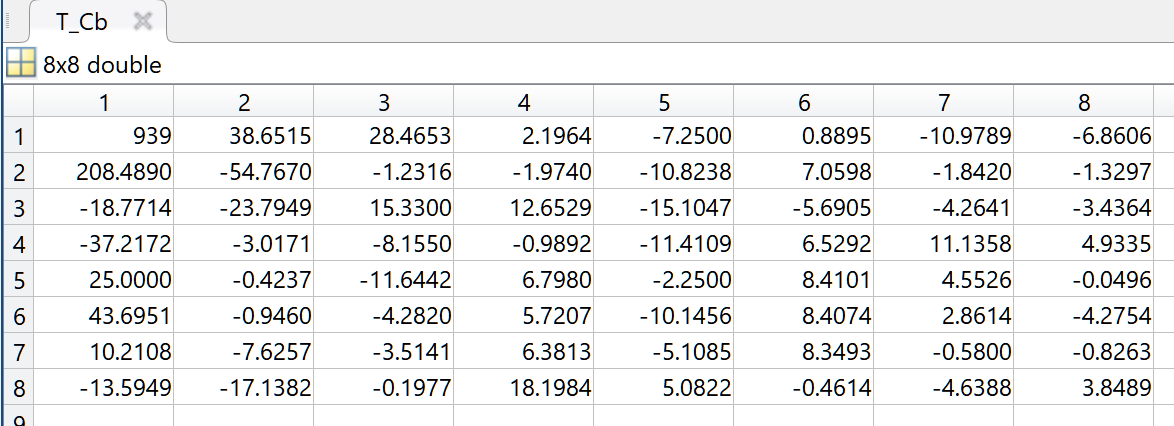 T_Cb
8x8 double
1 2 3 4 5 6 7 8
1 939 38.6515 28.4653 2.1964 -7.2500 0.8895 -10.9789 -6.8606
2 208.4890 -54.7670 -1.2316 -1.9740 -10.8238 7.0598 -1.8420 -1.3297
3 -18.7714 -23.7949 15.3300 12.6529 -15.1047 -5.6905 -4.2641 -3.4364
4 -37.2172 -3.0171 -8.1550 -0.9892 -11.4109 6.5292 11.1358 4.9335
5 25.0000 -0.4237 -11.6442 6.7980 -2.2500 8.4101 4.5526 -0.0496
6 43.6951 -0.9460 -4.2820 5.7207 -10.1456 8.4074 2.8614 -4.2754
7 10.2108 -7.6257 -3.5141 6.3813 -5.1085 8.3493 -0.5800 -0.8263
8 -13.5949 -17.1382 -0.1977 18.1984 5.0822 -0.4614 -4.6388 3.8489
9